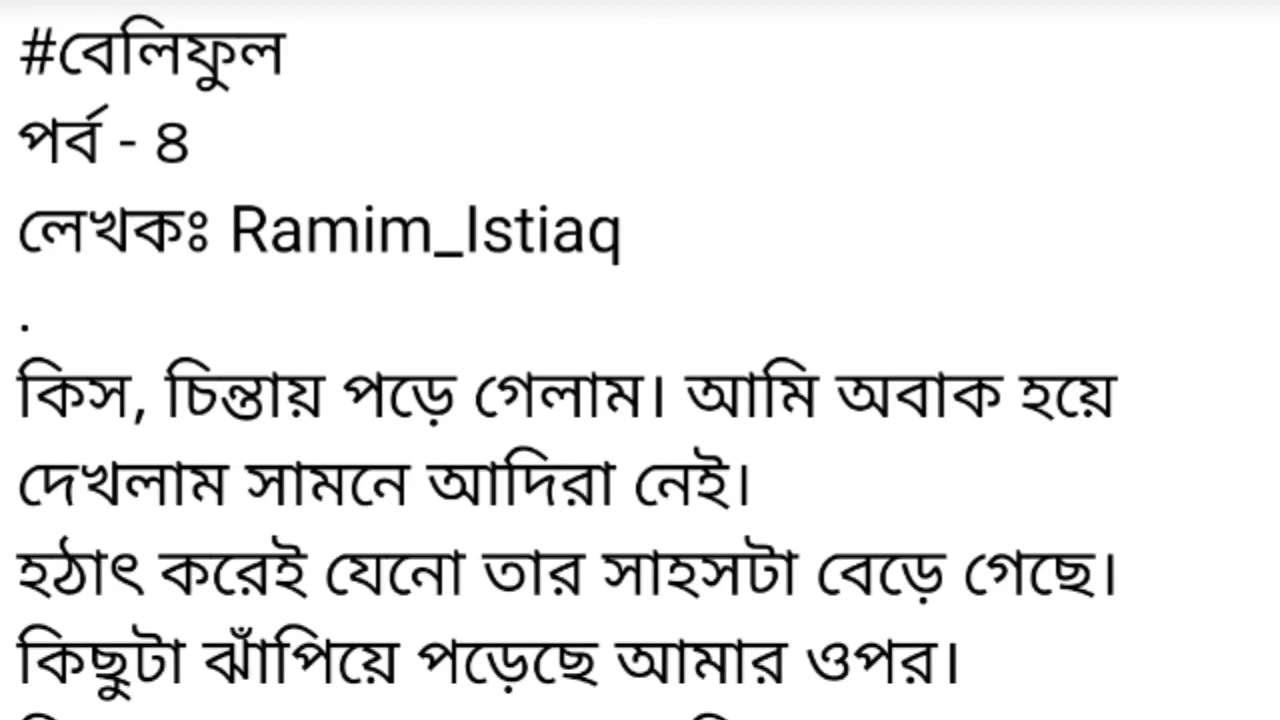 #বেলিফুল
পর্ব - ৪
লেখকঃ Ramim_Istiaq
.
কিস, চিন্তায় পড়ে গেলাম। আমি অবাক হয়ে
দেখলাম সামনে আদিরা নেই।
হঠাৎ করেই যেনো তার সাহসটা বেড়ে গেছে।
কিছুটা ঝাঁপিয়ে পড়েছে আমার ওপর।